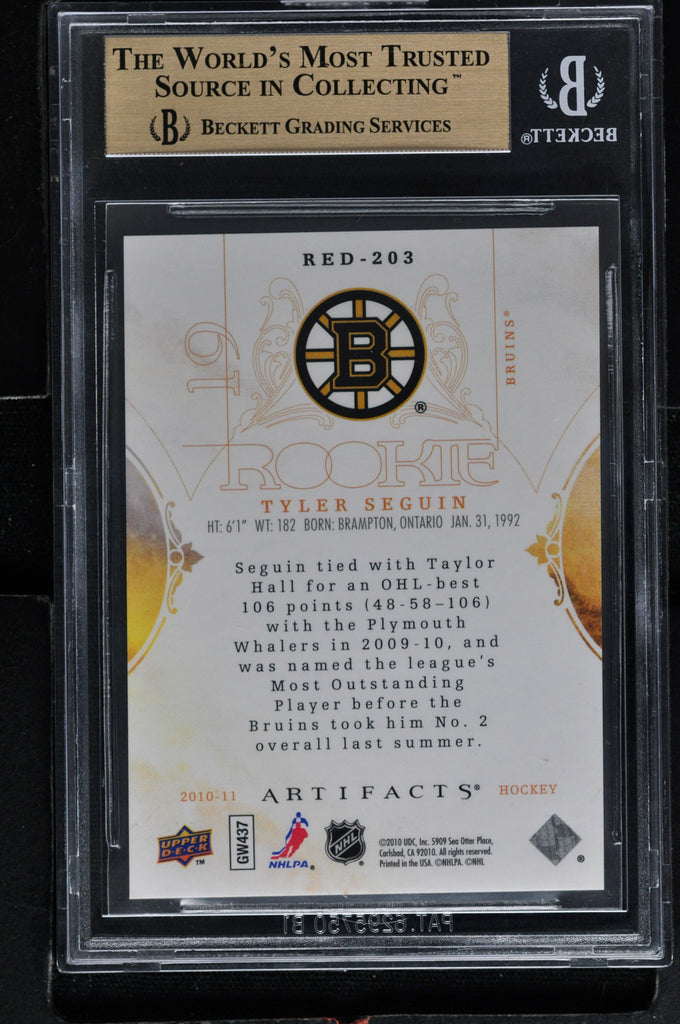 THE WORLD'S MOST TRUSTED
SOURCE IN COLLECTING™
B BECKETT GRADING SERVICES
B
BECKETT®
RED-203
19
B
®
BRUINS®
ROOKIE
TYLER SEGUIN
HT: 6'1" WT: 182 BORN: BRAMPTON, ONTARIO JAN. 31, 1992
Seguin tied with Taylor
Hall for an OHL-best
106 points (48-58–106)
with the Plymouth
Whalers in 2009-10, and
was named the league's
Most Outstanding
Player before the
Bruins took him No. 2
overall last summer.
2010-11 ARTIFACTS® HOCKEY
UPPER
DECK
™
GW437
NHLPA®
NHL
®
©2010 UDC, Inc. 5909 Sea Otter Place,
Carlsbad, CA 92010. All rights reserved.
Printed in the USA. ©NHLPA. ©NHL
®
PAT. 6295750 B1